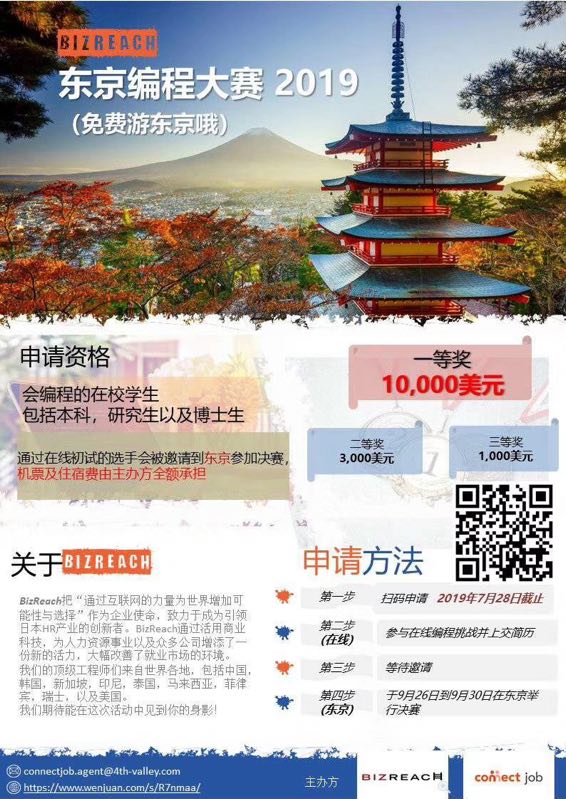 BIZREACH
东京编程大赛 2019
（免费游东京哦）
申请资格
会编程的在校学生
包括本科，研究生以及博士生
通过在线初试的选手会被邀请到东京参加决赛，
机票及住宿费由主办方全额承担
一等奖
10,000美元
二等奖
3,000美元
三等奖
1,000美元
关于BIZREACH
BizReach把“通过互联网的力量为世界增加可
能性与选择”作为企业使命，致力于成为引领
日本HR产业的创新者。BizReach通过活用商业
科技，为人力资源事业以及众多公司增添了一
份新的活力，大幅改善了就业市场的环境。
我们的顶级工程师们来自世界各地，包括中国，
韩国，新加坡，印尼，泰国，马来西亚，菲律
宾，瑞士，以及美国。
我们期待能在这次活动中见到你的身影!
申请方法
第一步 扫码申请 2019年7月28日截止
第二步
(在线) 参与在线编程挑战并上交简历
第三步 等待邀请
第四步
(东京) 于9月26日到9月30日在东京举
行决赛
connectjob.agent@4th-valley.com
https://www.wenjuan.com/s/R7nmaa/
主办方
BIZREACH
connect job